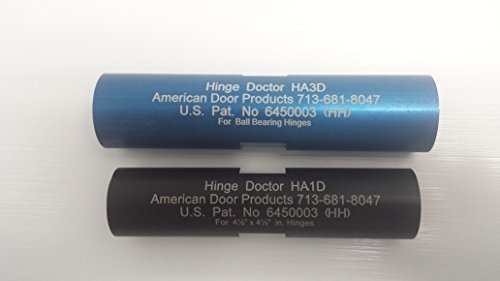 Hinge Doctor HA3D
American Door Products 713-681-8047
U.S. Pat. No 6450003 (HH)
For Ball Bearing Hinges
Hinge Doctor HA1D
American Door Products 713-681-8047
U.S. Pat. No 6450003 (HH)
For 4½" x 4½" in. Hinges